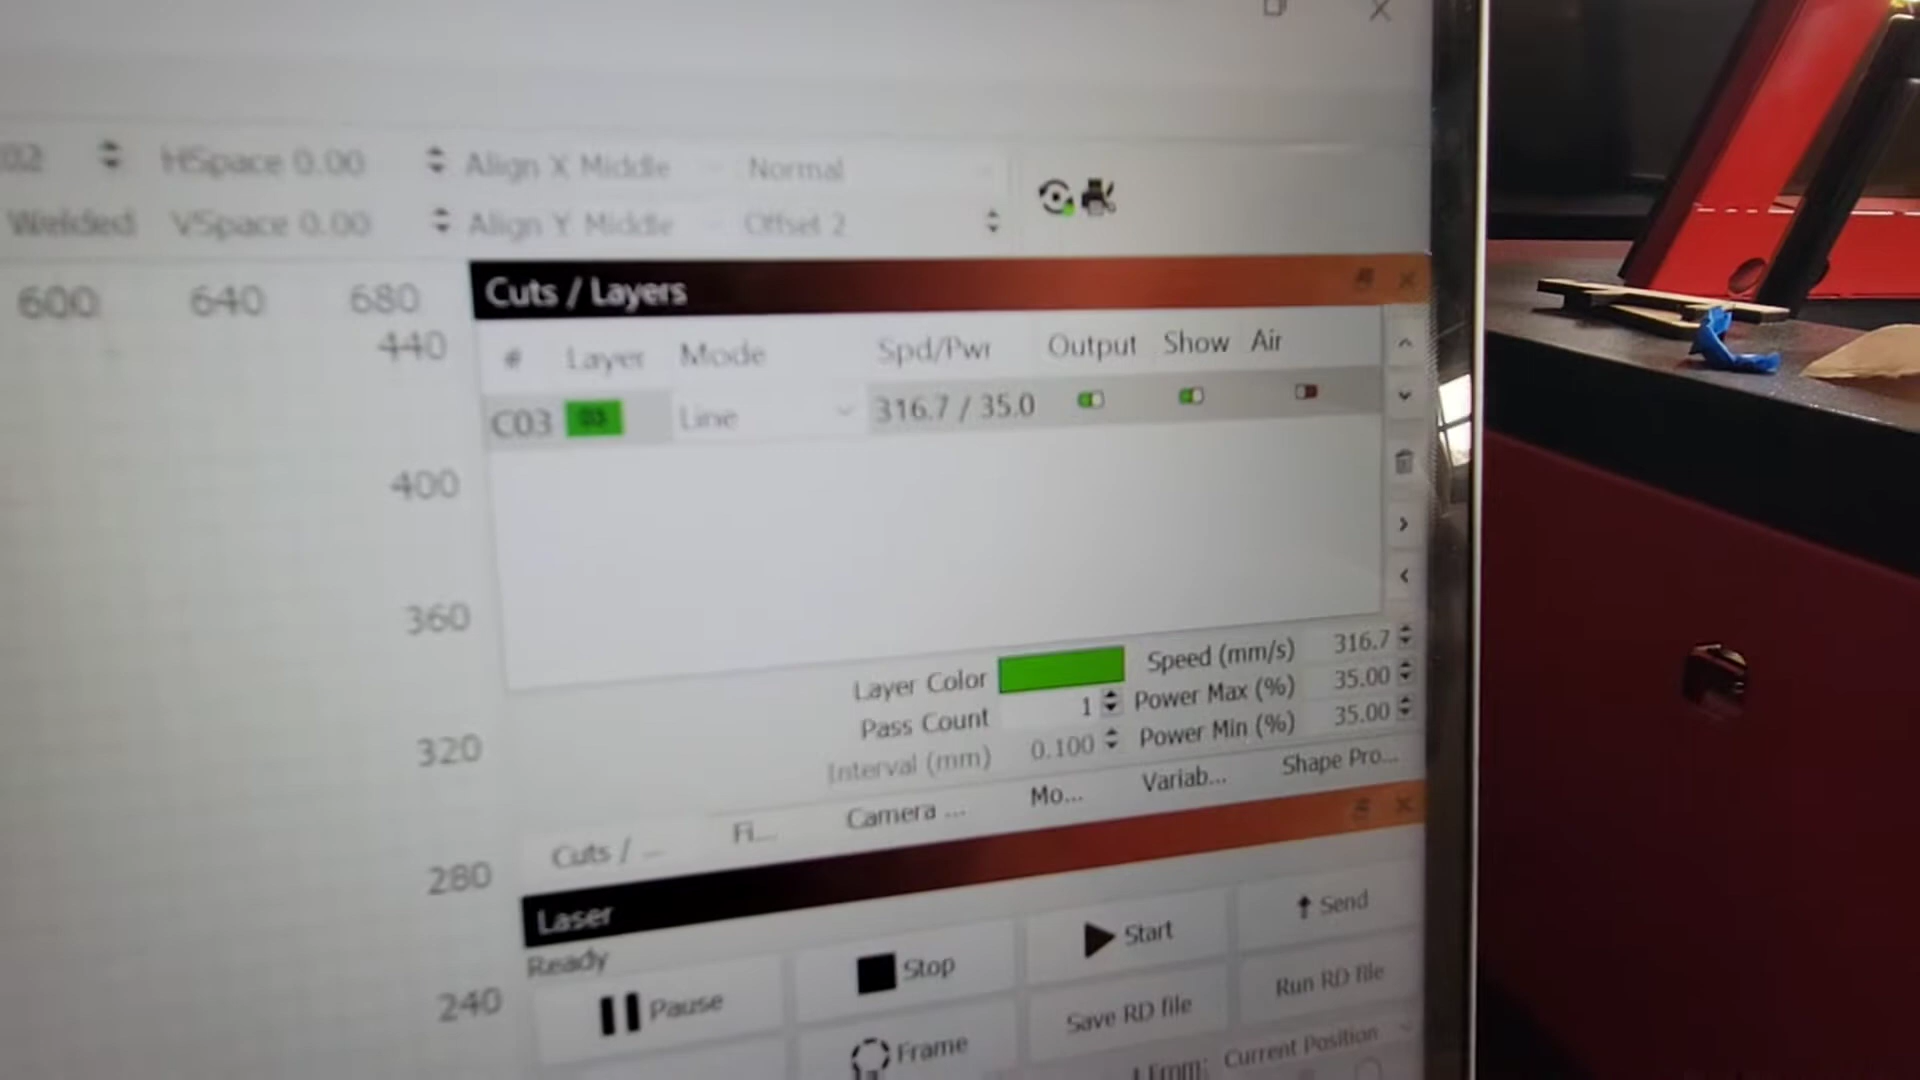 02 HSpace 0.00 Align X Middle Normal
Welded VSpace 0.00 Align Y Middle Offset 2
600 640 680
440
400
360
320
280
240
Cuts / Layers
# Layer Mode Spd/Pwr Output Show Air
C03 03 Line 316.7 / 35.0
Layer Color Speed (mm/s) 316.7
Pass Count 1 Power Max (%) 35.00
Interval (mm) 0.100 Power Min (%) 35.00
Cuts / ... Fi... Camera ... Mo... Variab... Shape Pro...
Laser
Ready
Pause Stop Start Send
Frame Save RD file Run RD file
Current Position